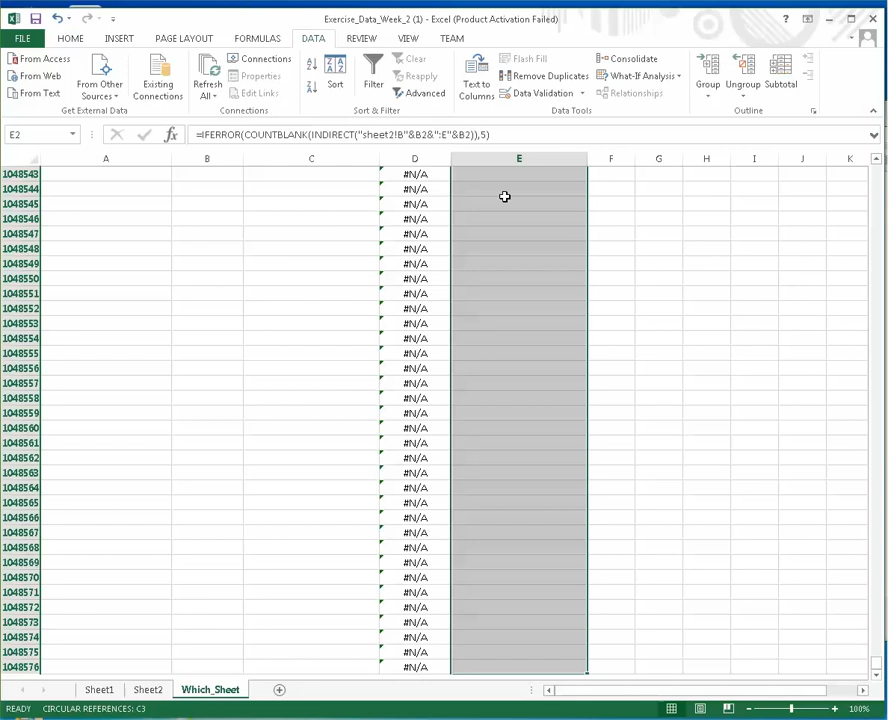 Exercise_Data_Week_2 (1) - Excel (Product Activation Failed)
FILE HOME INSERT PAGE LAYOUT FORMULAS DATA REVIEW VIEW TEAM
From Access
From Web
From Text
From Other Sources
Get External Data
Existing Connections
Refresh All
Connections
Properties
Edit Links
Connections
Sort
Filter
Clear
Reapply
Advanced
Sort & Filter
Text to Columns
Flash Fill
Remove Duplicates
Data Validation
Consolidate
What-If Analysis
Relationships
Data Tools
Group
Ungroup
Subtotal
Outline
E2 fx =IFERROR(COUNTBLANK(INDIRECT("sheet2!B"&B2&":E"&B2)),5)
A B C D E F G H I J K
1048543 #N/A
1048544 #N/A
1048545 #N/A
1048546 #N/A
1048547 #N/A
1048548 #N/A
1048549 #N/A
1048550 #N/A
1048551 #N/A
1048552 #N/A
1048553 #N/A
1048554 #N/A
1048555 #N/A
1048556 #N/A
1048557 #N/A
1048558 #N/A
1048559 #N/A
1048560 #N/A
1048561 #N/A
1048562 #N/A
1048563 #N/A
1048564 #N/A
1048565 #N/A
1048566 #N/A
1048567 #N/A
1048568 #N/A
1048569 #N/A
1048570 #N/A
1048571 #N/A
1048572 #N/A
1048573 #N/A
1048574 #N/A
1048575 #N/A
1048576 #N/A
Sheet1 Sheet2 Which_Sheet
READY CIRCULAR REFERENCES: C3 100%